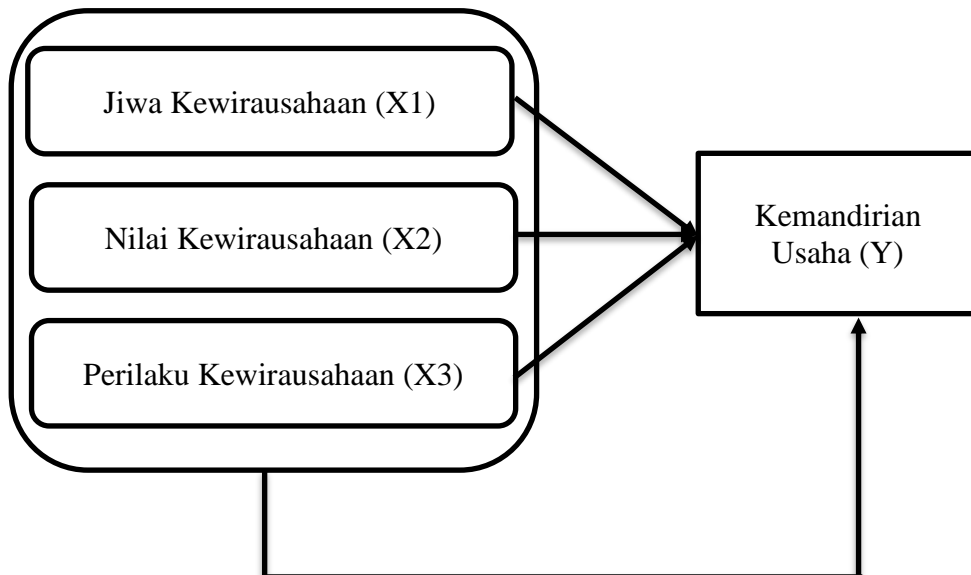 Jiwa Kewirausahaan (X1)
Nilai Kewirausahaan (X2)
Perilaku Kewirausahaan (X3)
Kemandirian
Usaha (Y)